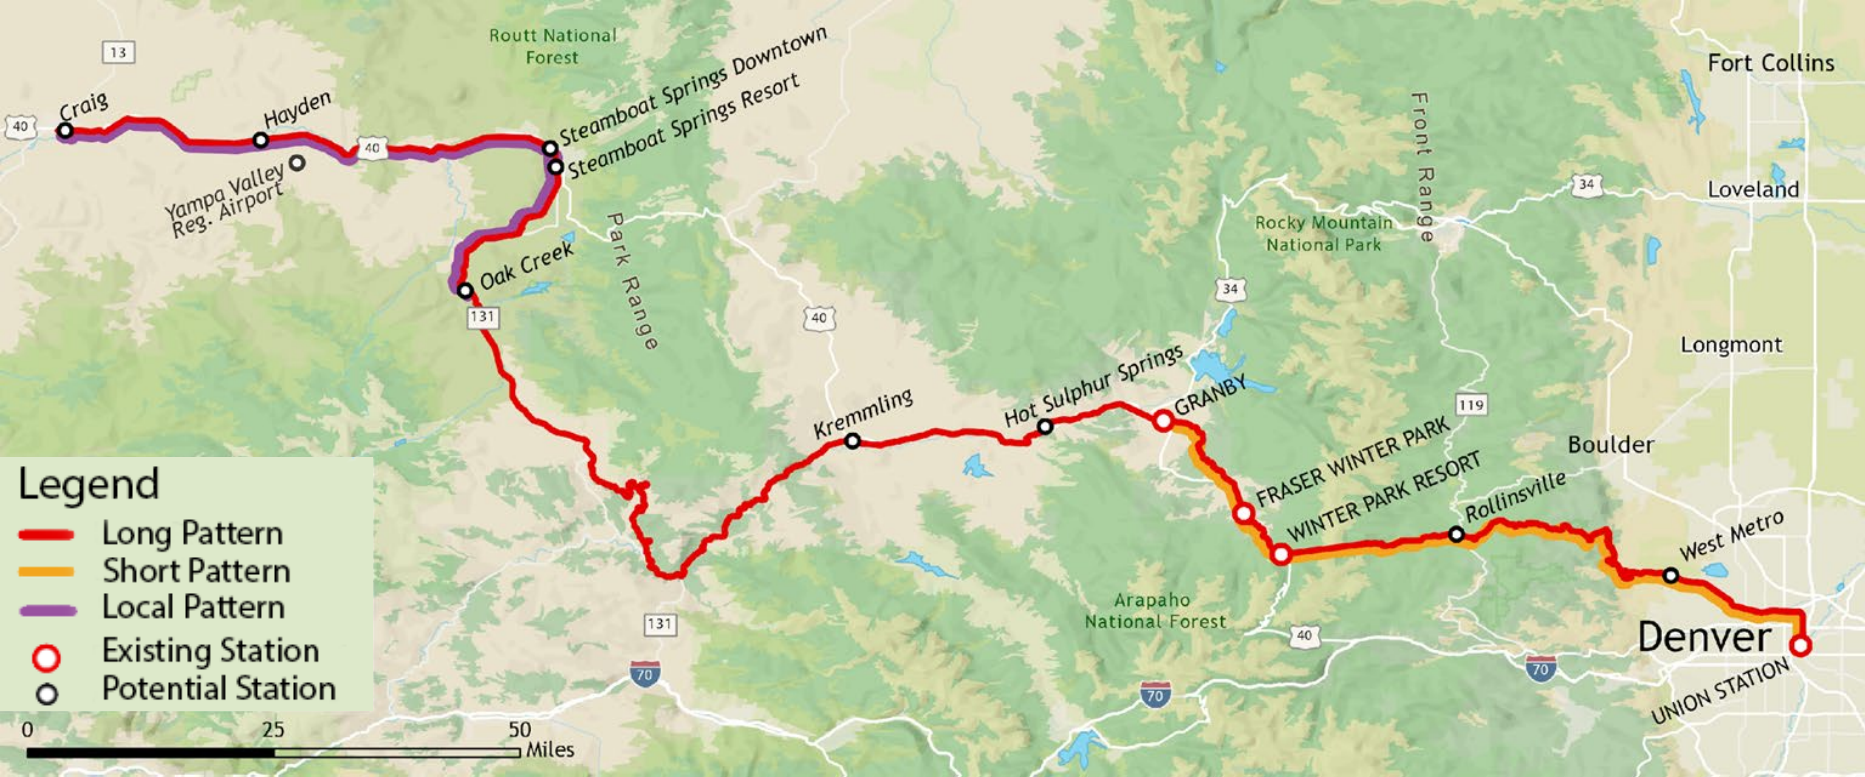 Routt National
Forest
13
Steamboat Springs Downtown
Steamboat Springs Resort
Fort Collins
Craig
Hayden
40
40
Yampa Valley
Reg. Airport
Front Range
34
Loveland
Rocky Mountain
National Park
Park Range
Oak Creek
131
40
34
Longmont
Hot Sulphur Springs
GRANBY
Kremmling
119
Boulder
FRASER WINTER PARK
WINTER PARK RESORT
Rollinsville
West Metro
Legend
Long Pattern
Short Pattern
Local Pattern
Existing Station
Potential Station
Arapaho
National Forest
131
40
Denver
UNION STATION
70
70
70
0 25 50
Miles